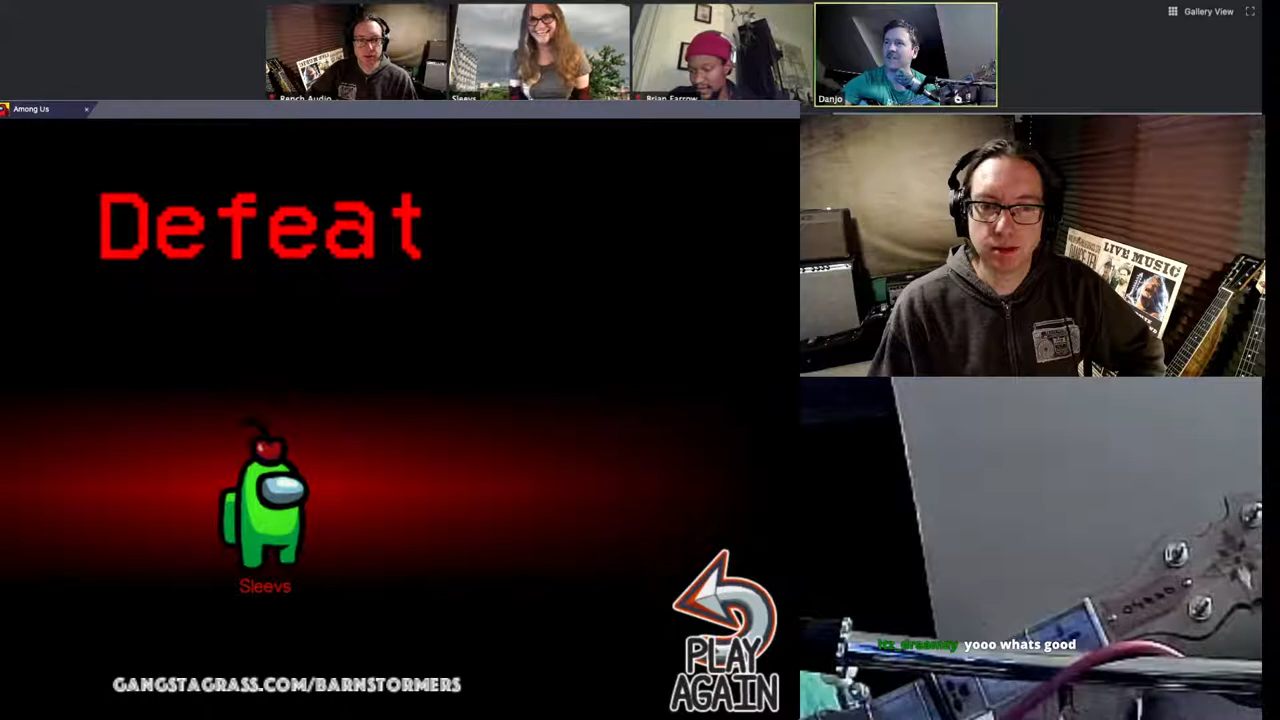 Gallery View
Rench Audio
Sleevs
Brian Farrow
Danjo
Among Us
Defeat
LIVE MUSIC
Sleevs
PLAY
AGAIN
yooo whats good
GANGSTAGRASS.COM/BARNSTORMERS